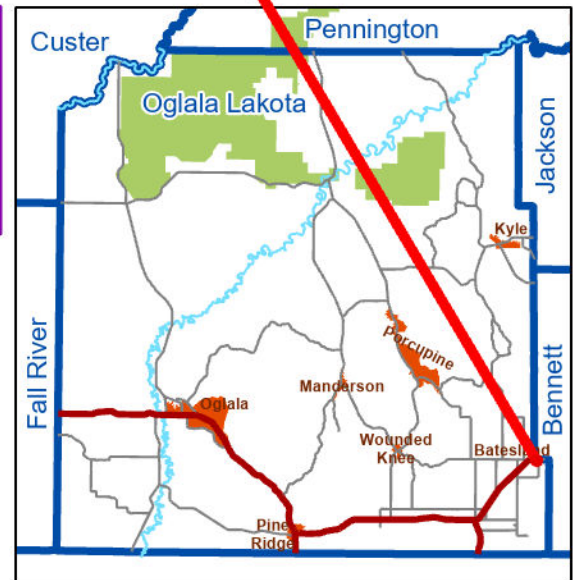 Custer
Pennington
Oglala Lakota
Jackson
Kyle
Fall River
Porcupine
Bennett
Manderson
Oglala
Wounded
Knee
Batesland
Pine
Ridge